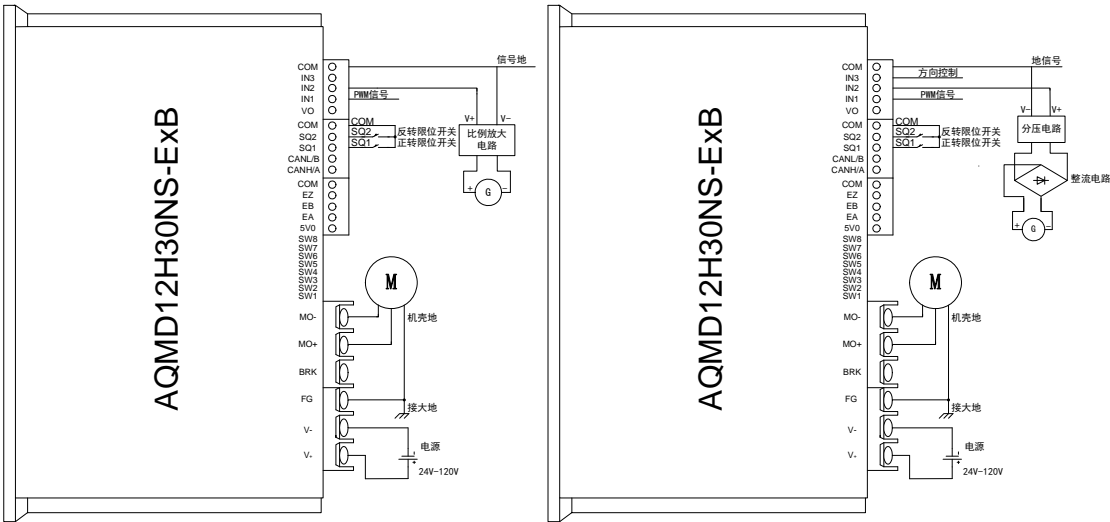 AQMD12H30NS-ExB
COM
IN3
IN2
IN1
VO
COM
SQ2
SQ1
CANL/B
CANH/A
COM
EZ
EB
EA
5V0
SW8
SW7
SW6
SW5
SW4
SW3
SW2
SW1
MO-
MO+
BRK
FG
V-
V+
信号地
PWM信号
COM
SQ2 反转限位开关
SQ1 正转限位开关
V+ V-
比例放大
电路
+ G -
M
机壳地
接大地
电源
24V-120V
AQMD12H30NS-ExB
COM
IN3
IN2
IN1
VO
COM
SQ2
SQ1
CANL/B
CANH/A
COM
EZ
EB
EA
5V0
SW8
SW7
SW6
SW5
SW4
SW3
SW2
SW1
MO-
MO+
BRK
FG
V-
V+
地信号
方向控制
PWM信号
COM
SQ2 反转限位开关
SQ1 正转限位开关
V- V+
分压电路
整流电路
+ G -
M
机壳地
接大地
电源
24V-120V